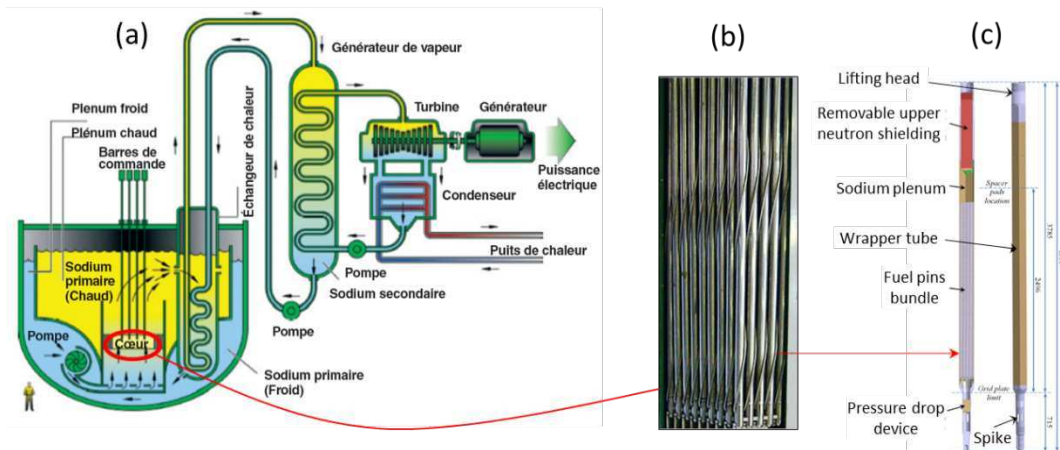 (a)
Générateur de vapeur
Plenum froid
Plénum chaud
Barres de
commande
Échangeur de chaleur
Turbine
Générateur
Puissance
électrique
Condenseur
Sodium
primaire
(Chaud)
Puits de chaleur
Pompe
Sodium secondaire
Pompe
Pompe
Cœur
Sodium primaire
(Froid)
(b)
(c)
Lifting head
Removable upper
neutron shielding
Sodium plenum
Spacer
pads
location
Wrapper tube
Fuel pins
bundle
Grid plate
limit
Pressure drop
device
Spike